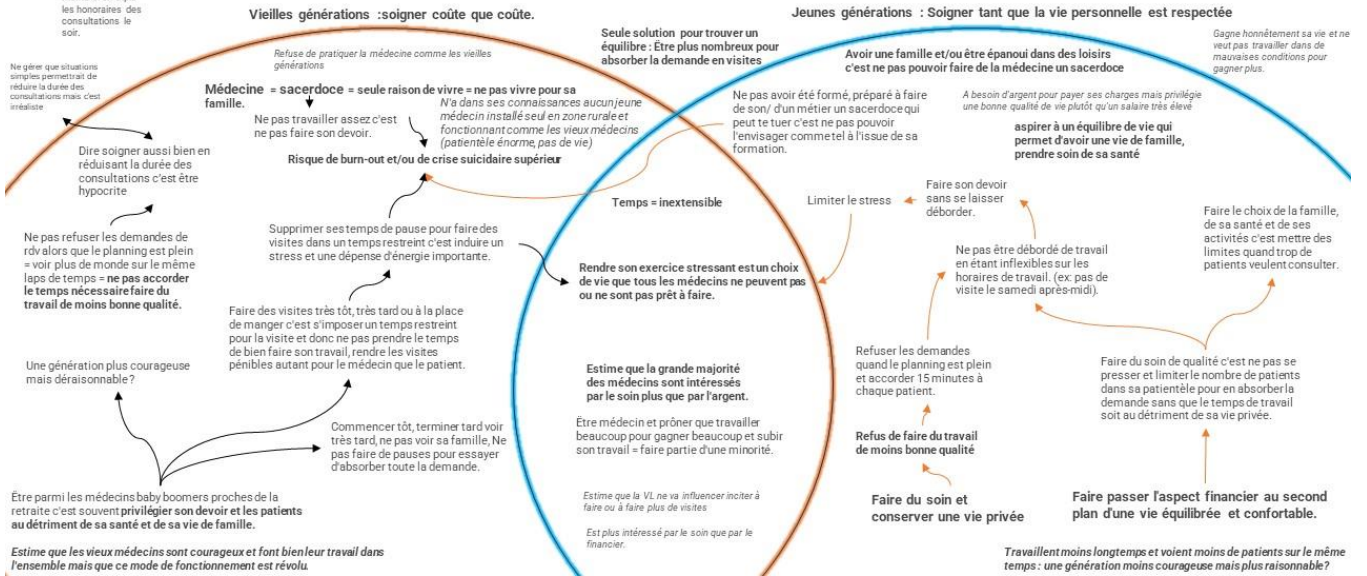 les honoraires des
consultations le
soir.
Vieilles générations :soigner coûte que coûte.
Jeunes générations : Soigner tant que la vie personnelle est respectée
Ne gérer que situations
simples permettrait de
réduire la durée des
consultations mais c'est
irréaliste
Refuse de pratiquer la médecine comme les vieilles
générations
Médecine = sacerdoce = seule raison de vivre = ne pas vivre pour sa
famille.
Ne pas travailler assez c'est
ne pas faire son devoir.
N'a dans ses connaissances aucun jeune
médecin installé seul en zone rurale et
fonctionnant comme les vieux médecins
(patientèle énorme, pas de vie)
Risque de burn-out et/ou de crise suicidaire supérieur
Dire soigner aussi bien en
réduisant la durée des
consultations c'est être
hypocrite
Ne pas refuser les demandes de
rdv alors que le planning est plein
= voir plus de monde sur le même
laps de temps = ne pas accorder
le temps nécessaire faire du
travail de moins bonne qualité.
Supprimer ses temps de pause pour faire des
visites dans un temps restreint c'est induire un
stress et une dépense d'énergie importante.
Faire des visites très tôt, très tard ou à la place
de manger c'est s'imposer un temps restreint
pour la visite et donc ne pas prendre le temps
de bien faire son travail, rendre les visites
pénibles autant pour le médecin que le patient.
Une génération plus courageuse
mais déraisonnable ?
Commencer tôt, terminer tard voir
très tard, ne pas voir sa famille, Ne
pas faire de pauses pour essayer
d'absorber toute la demande.
Être parmi les médecins baby boomers proches de la
retraite c'est souvent privilégier son devoir et les patients
au détriment de sa santé et de sa vie de famille.
Estime que les vieux médecins sont courageux et font bien leur travail dans
l'ensemble mais que ce mode de fonctionnement est révolu.
Seule solution pour trouver un
équilibre : Être plus nombreux pour
absorber la demande en visites
Temps = inextensible
Rendre son exercice stressant est un choix
de vie que tous les médecins ne peuvent pas
ou ne sont pas prêt à faire.
Estime que la grande majorité
des médecins sont intéressés
par le soin plus que par l'argent.
Être médecin et prôner que travailler
beaucoup pour gagner beaucoup et subir
son travail = faire partie d'une minorité.
Estime que la VL ne va influencer inciter à
faire ou à faire plus de visites
Est plus intéressé par le soin que par le
financier.
Avoir une famille et/ou être épanoui dans des loisirs
c'est ne pas pouvoir faire de la médecine un sacerdoce
Gagne honnêtement sa vie et ne
veut pas travailler dans de
mauvaises conditions pour
gagner plus.
Ne pas avoir été formé, préparé à faire
de son/ d'un métier un sacerdoce qui
peut te tuer c'est ne pas pouvoir
l'envisager comme tel à l'issue de sa
formation.
A besoin d'argent pour payer ses charges mais privilégie
une bonne qualité de vie plutôt qu'un salaire très élevé
aspirer à un équilibre de vie qui
permet d'avoir une vie de famille,
prendre soin de sa santé
Limiter le stress
Faire son devoir
sans se laisser
déborder.
Ne pas être débordé de travail
en étant inflexibles sur les
horaires de travail. (ex: pas de
visite le samedi après-midi).
Faire le choix de la famille,
de sa santé et de ses
activités c'est mettre des
limites quand trop de
patients veulent consulter.
Refuser les demandes
quand le planning est plein
et accorder 15 minutes à
chaque patient.
Faire du soin de qualité c'est ne pas se
presser et limiter le nombre de patients
dans sa patientèle pour en absorber la
demande sans que le temps de travail
soit au détriment de sa vie privée.
Refus de faire du travail
de moins bonne qualité
Faire du soin et
conserver une vie privée
Faire passer l'aspect financier au second
plan d'une vie équilibrée et confortable.
Travaillent moins longtemps et voient moins de patients sur le même
temps : une génération moins courageuse mais plus raisonnable ?